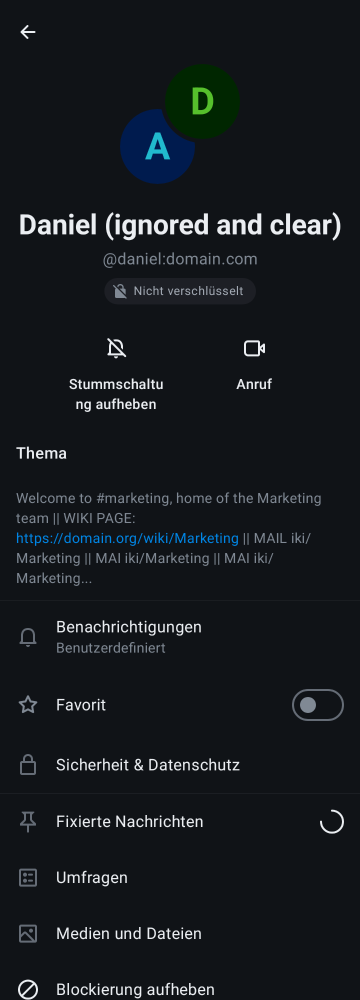 D
A
Daniel (ignored and clear)
@daniel:domain.com
Nicht verschlüsselt
Stummschaltu
ng aufheben
Anruf
Thema
Welcome to #marketing, home of the Marketing
team || WIKI PAGE:
https://domain.org/wiki/Marketing || MAIL iki/
Marketing || MAI iki/Marketing || MAI iki/
Marketing...
Benachrichtigungen
Benutzerdefiniert
Favorit
Sicherheit & Datenschutz
Fixierte Nachrichten
Umfragen
Medien und Dateien
Blockierung aufheben